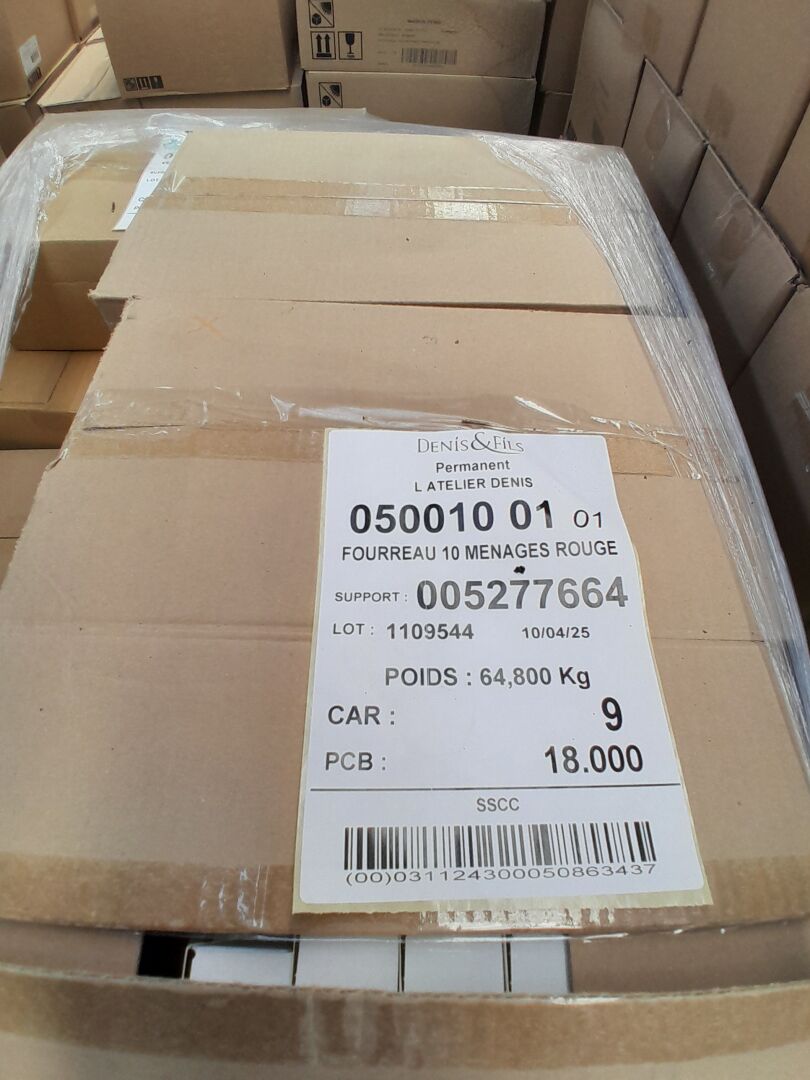 DENIS & FILS
Permanent
L ATELIER DENIS
050010 01 01
FOURREAU 10 MENAGES ROUGE
SUPPORT : 005277664
LOT : 1109544 10/04/25
POIDS : 64,800 Kg
CAR : 9
PCB : 18.000
SSCC
(00)031124300050863437